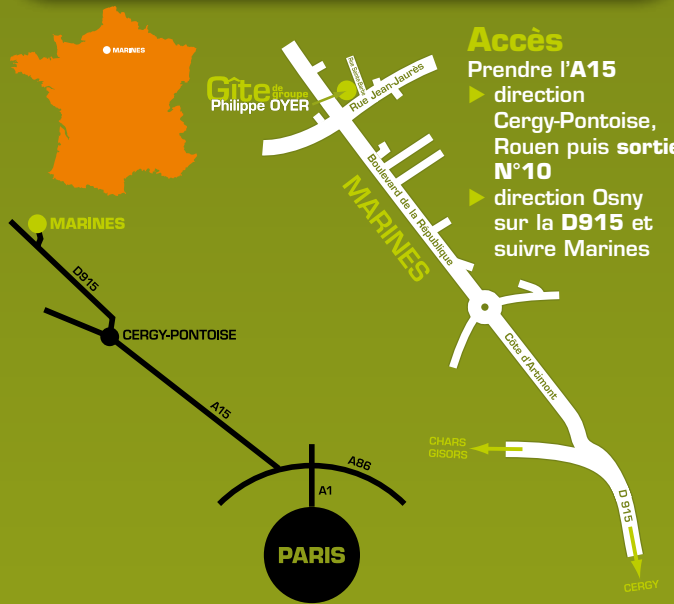 MARINES
Gîte de groupe
Philippe OYER
Rue Jean-Jaurès
Boulevard de la République
MARINES
Accès
Prendre l'A15
direction
Cergy-Pontoise,
Rouen puis sortie
N°10
direction Osny
sur la D915 et
suivre Marines
MARINES
D915
CERGY-PONTOISE
A15
A86
A1
PARIS
Côte d'Artimont
CHARS
GISORS
D 915
CERGY